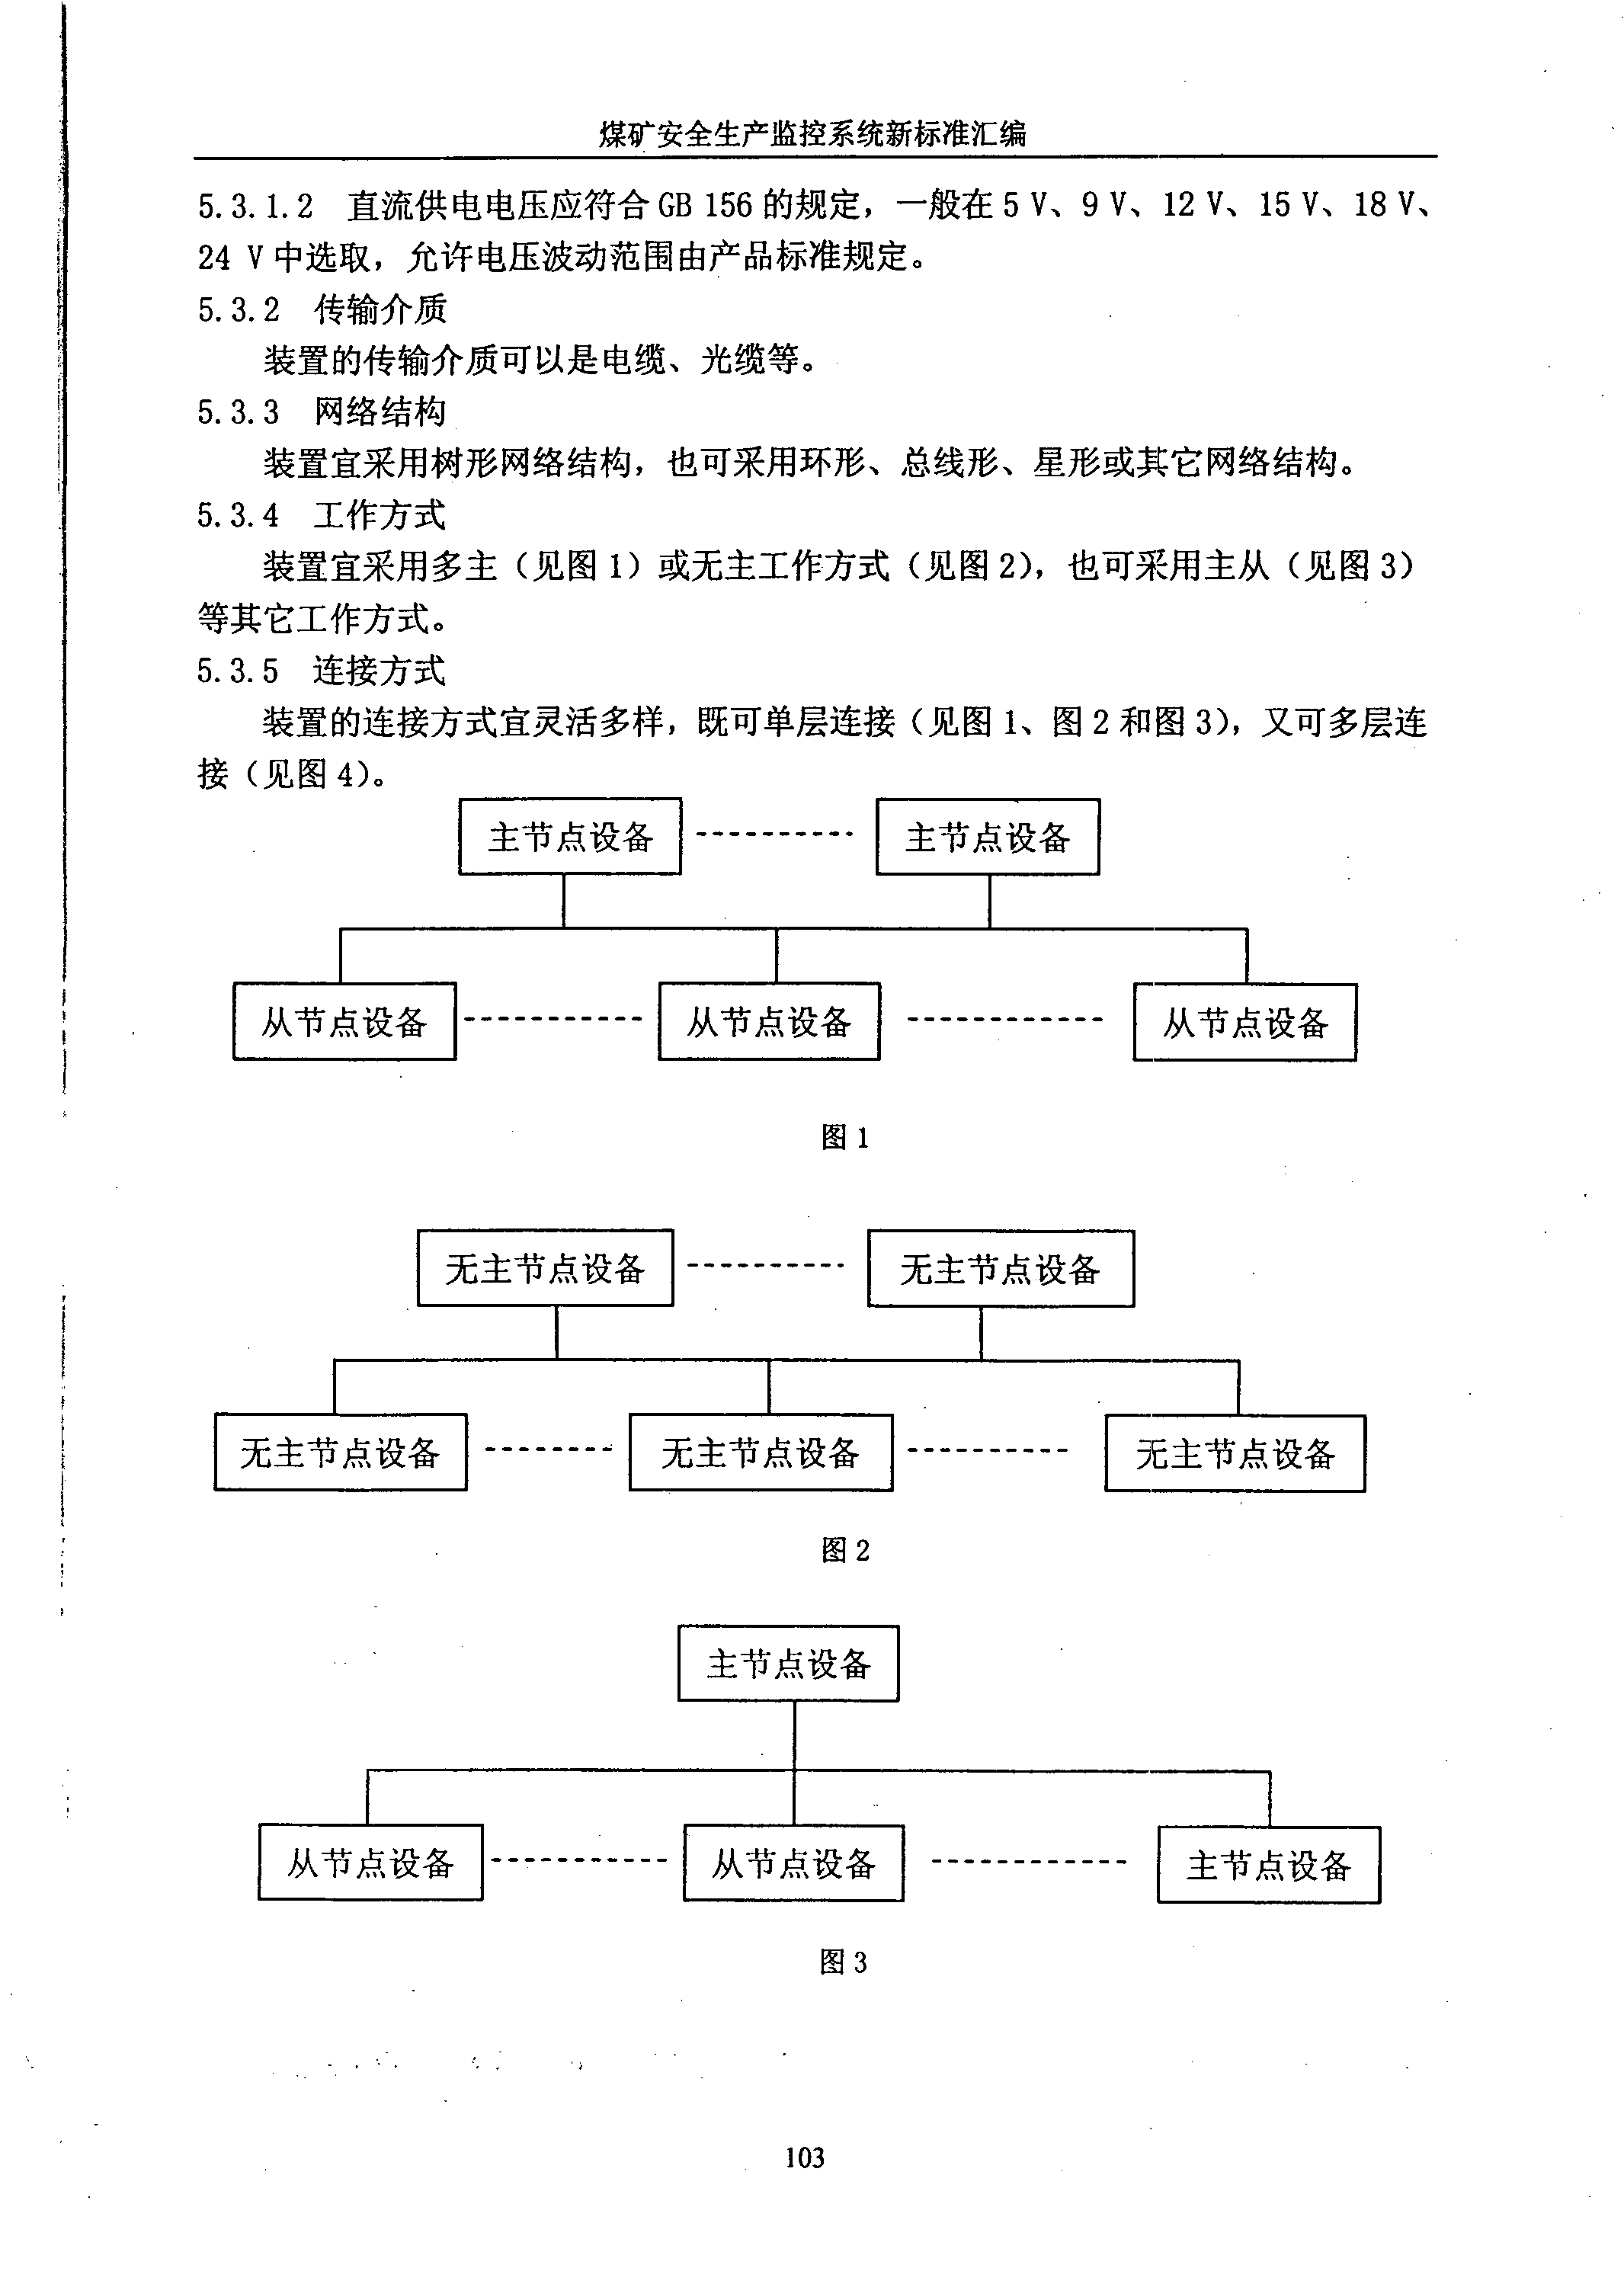 煤矿安全生产监控系统新标准汇编
5.3.1.2 直流供电电压应符合 GB 156 的规定，一般在 5 V、9 V、12 V、15 V、18 V、
24 V 中选取，允许电压波动范围由产品标准规定。
5.3.2 传输介质
装置的传输介质可以是电缆、光缆等。
5.3.3 网络结构
装置宜采用树形网络结构，也可采用环形、总线形、星形或其它网络结构。
5.3.4 工作方式
装置宜采用多主（见图 1）或无主工作方式（见图 2），也可采用主从（见图 3）
等其它工作方式。
5.3.5 连接方式
装置的连接方式宜灵活多样，既可单层连接（见图 1、图 2 和图 3），又可多层连
接（见图 4）。
主节点设备 主节点设备
从节点设备 从节点设备 从节点设备
图 1
无主节点设备 无主节点设备
无主节点设备 无主节点设备 无主节点设备
图 2
主节点设备
从节点设备 从节点设备 主节点设备
图 3
103